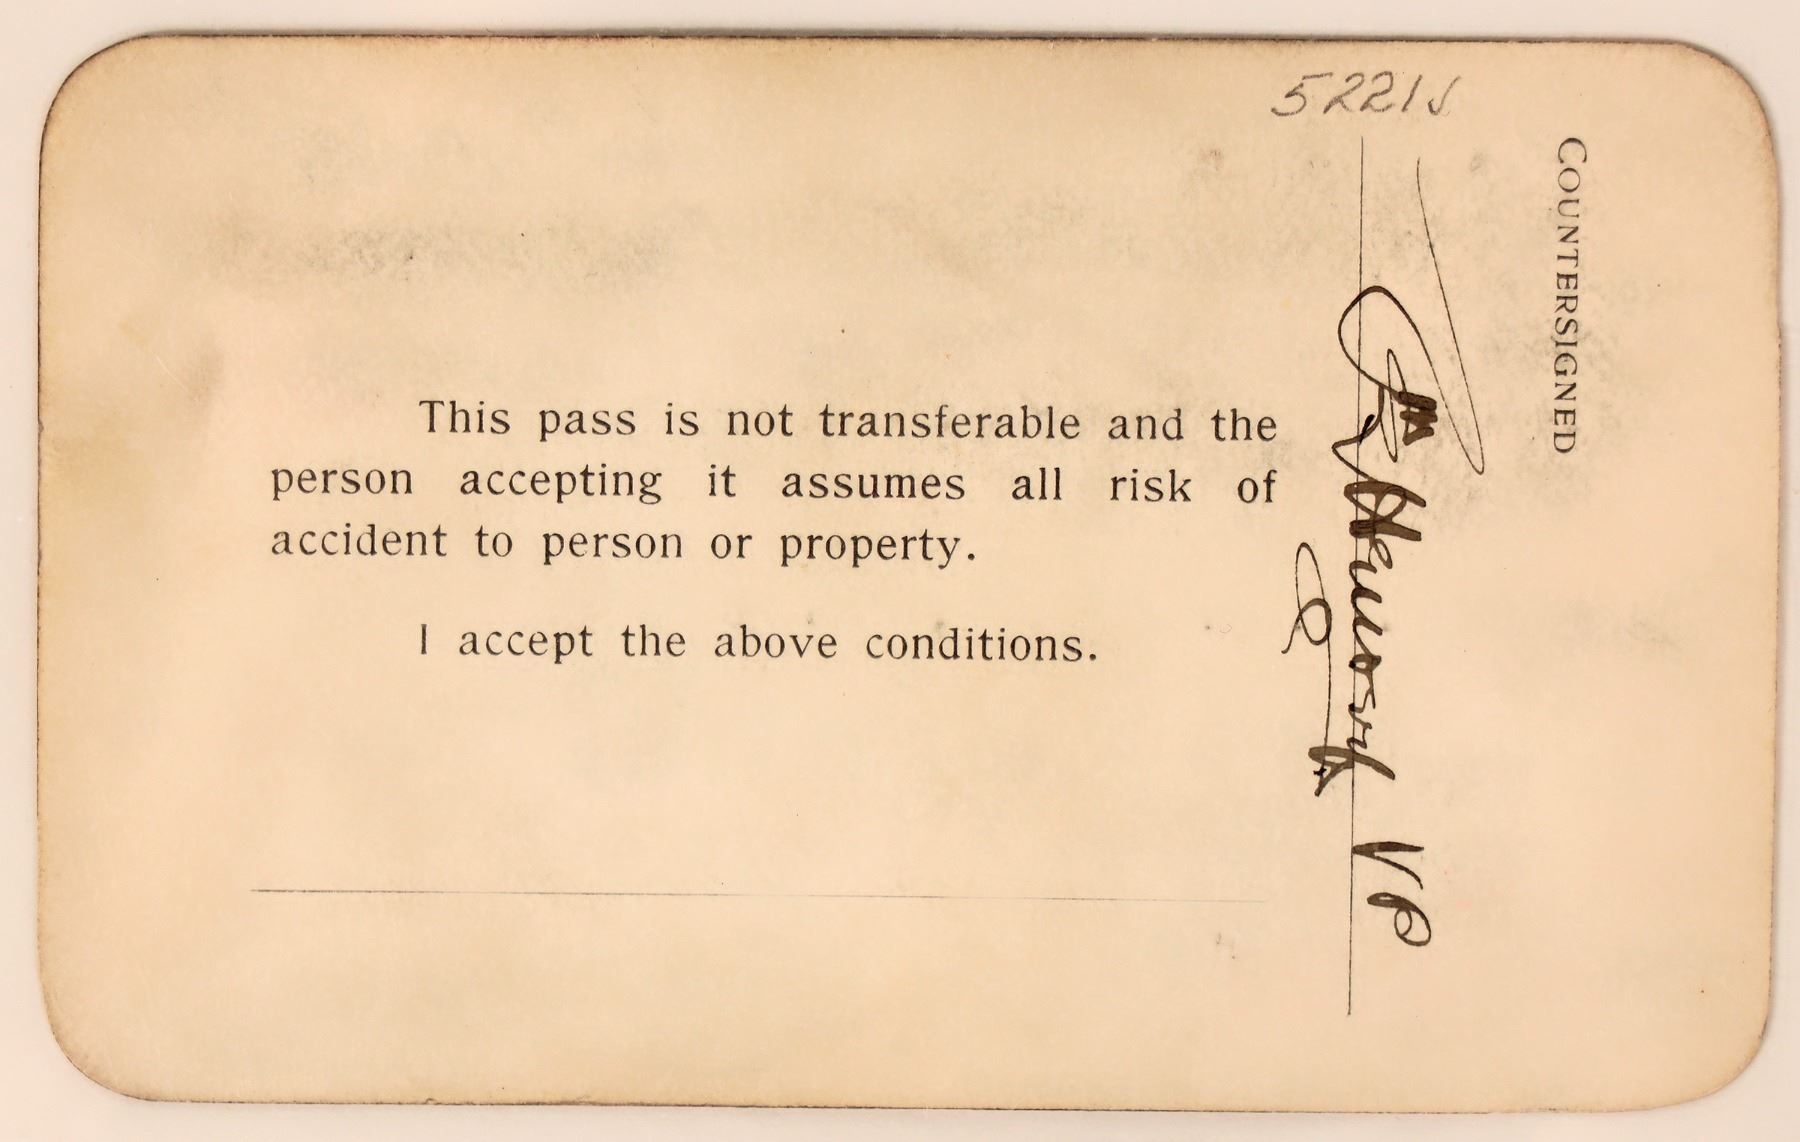 5221J
COUNTERSIGNED
VP
This pass is not transferable and the
person accepting it assumes all risk of
accident to person or property.
I accept the above conditions.